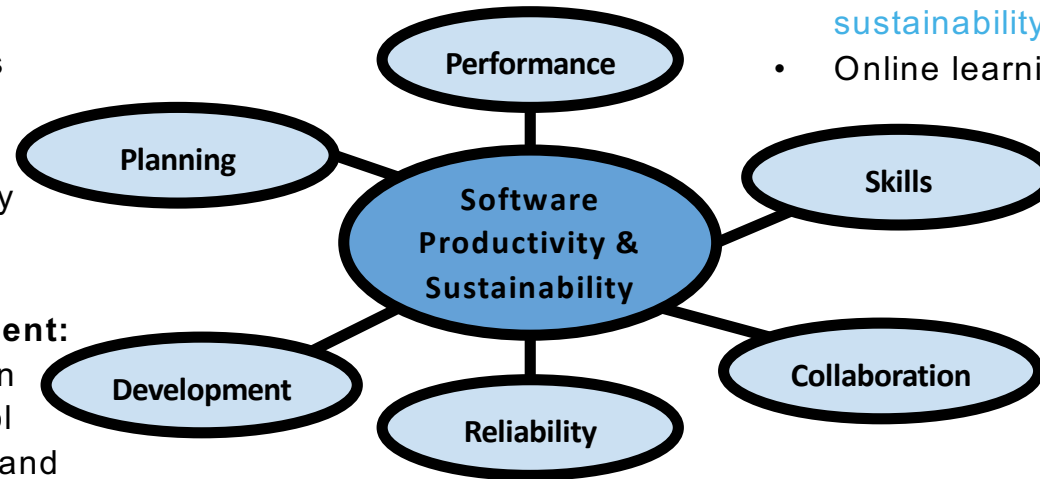 sustainability
Online learni
Performance
Planning
Skills
y
Software
Productivity &
Sustainability
ent:
n
Development
Collaboration
Reliability
and